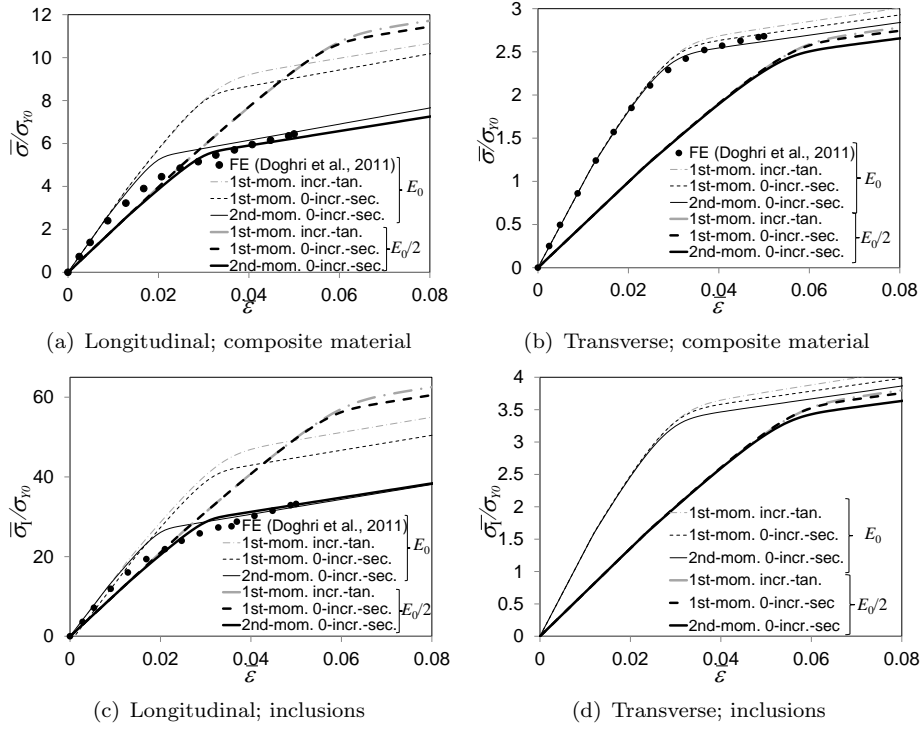 12
10
8
6
4
2
0
σ̅/σY0
FE (Doghri et al., 2011)
1st-mom. incr.-tan.
1st-mom. 0-incr.-sec.
2nd-mom. 0-incr.-sec.
E0
1st-mom. incr.-tan.
1st-mom. 0-incr.-sec.
2nd-mom. 0-incr.-sec.
E0/2
0 0.02 0.04 0.06 0.08
ε̅
(a) Longitudinal; composite material
3
2.5
2
1.5
1
0.5
0
σ̅/σY0
FE (Doghri et al., 2011)
1st-mom. incr.-tan.
1st-mom. 0-incr.-sec.
2nd-mom. 0-incr.-sec.
E0
1st-mom. incr.-tan.
1st-mom. 0-incr.-sec.
2nd-mom. 0-incr.-sec.
E0/2
0 0.02 0.04 0.06 0.08
ε̅
(b) Transverse; composite material
60
40
20
0
σ̅I/σY0
FE (Doghri et al., 2011)
1st-mom. incr.-tan.
1st-mom. 0-incr.-sec.
2nd-mom. 0-incr.-sec.
E0
1st-mom. incr.-tan.
1st-mom. 0-incr.-sec.
2nd-mom. 0-incr.-sec.
E0/2
0 0.02 0.04 0.06 0.08
ε̅
(c) Longitudinal; inclusions
4
3.5
3
2.5
2
1.5
1
0.5
0
σ̅I/σY0
1st-mom. incr.-tan.
1st-mom. 0-incr.-sec.
2nd-mom. 0-incr.-sec.
E0
1st-mom. incr.-tan.
1st-mom. 0-incr.-sec
2nd-mom. 0-incr.-sec
E0/2
0 0.02 0.04 0.06 0.08
ε̅
(d) Transverse; inclusions